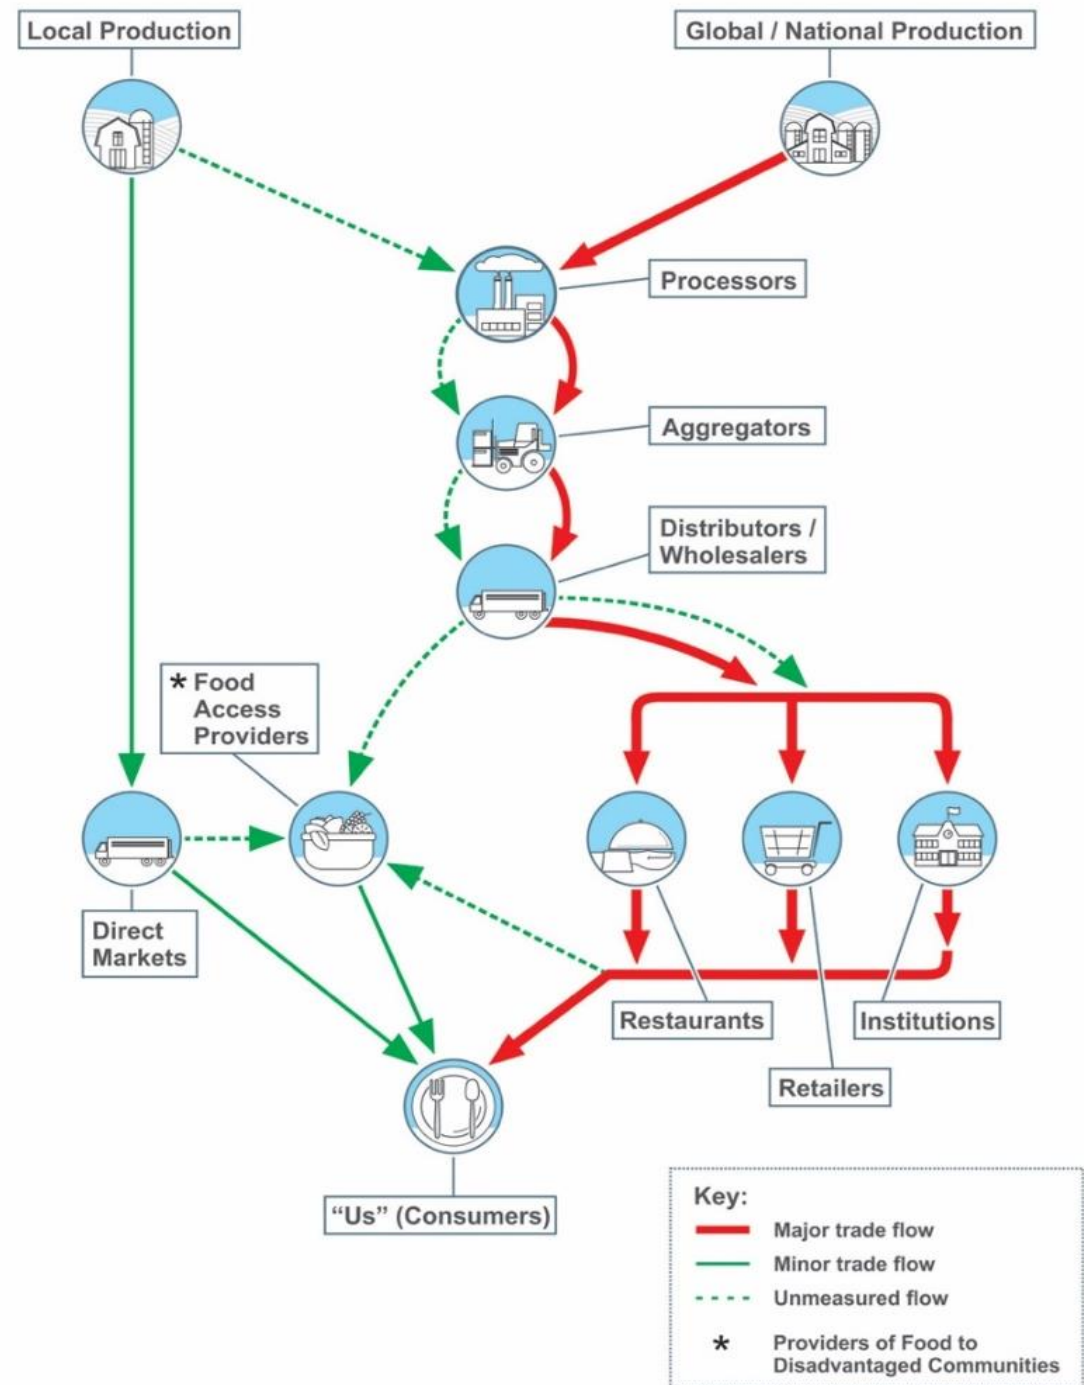 Local Production
Global / National Production
Processors
Aggregators
Distributors /
Wholesalers
* Food
Access
Providers
Direct
Markets
Restaurants
Institutions
Retailers
“Us” (Consumers)
Key:
Major trade flow
Minor trade flow
Unmeasured flow
* Providers of Food to
Disadvantaged Communities